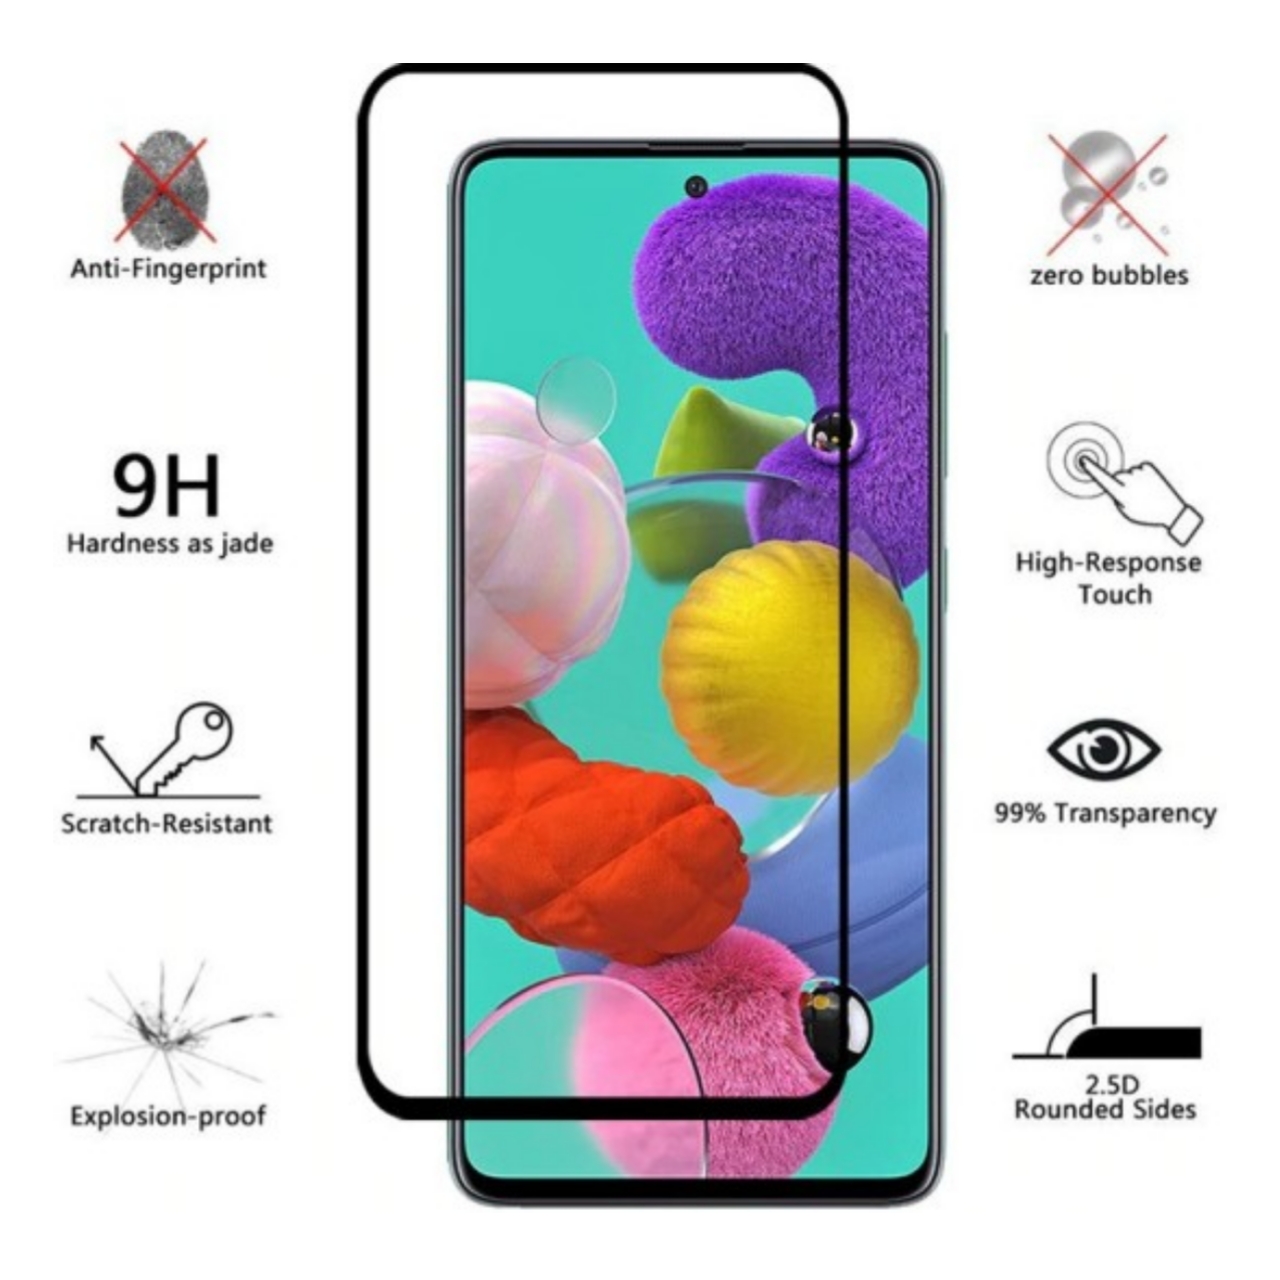 Anti-Fingerprint
9H
Hardness as jade
Scratch-Resistant
Explosion-proof
zero bubbles
High-Response
Touch
99% Transparency
2.5D
Rounded Sides